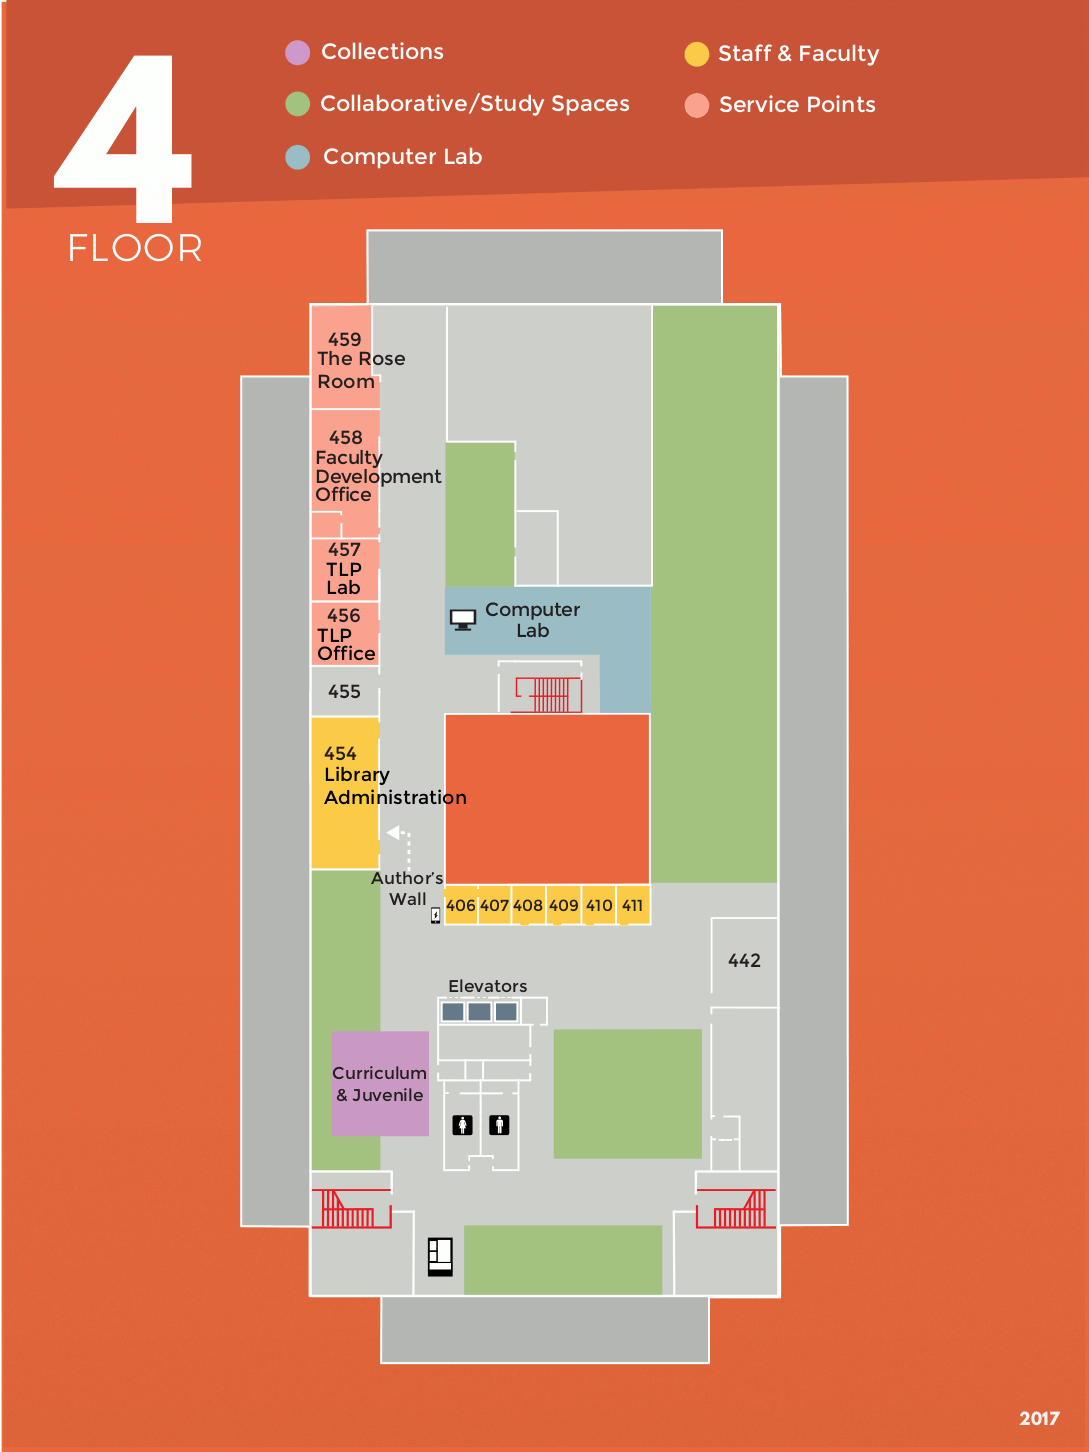 4
FLOOR
Collections
Collaborative/Study Spaces
Computer Lab
Staff & Faculty
Service Points
459
The Rose
Room
458
Faculty
Development
Office
457
TLP
Lab
456
TLP
Office
455
454
Library
Administration
Computer
Lab
Author's
Wall
406 407 408 409 410 411
442
Elevators
Curriculum
& Juvenile
2017